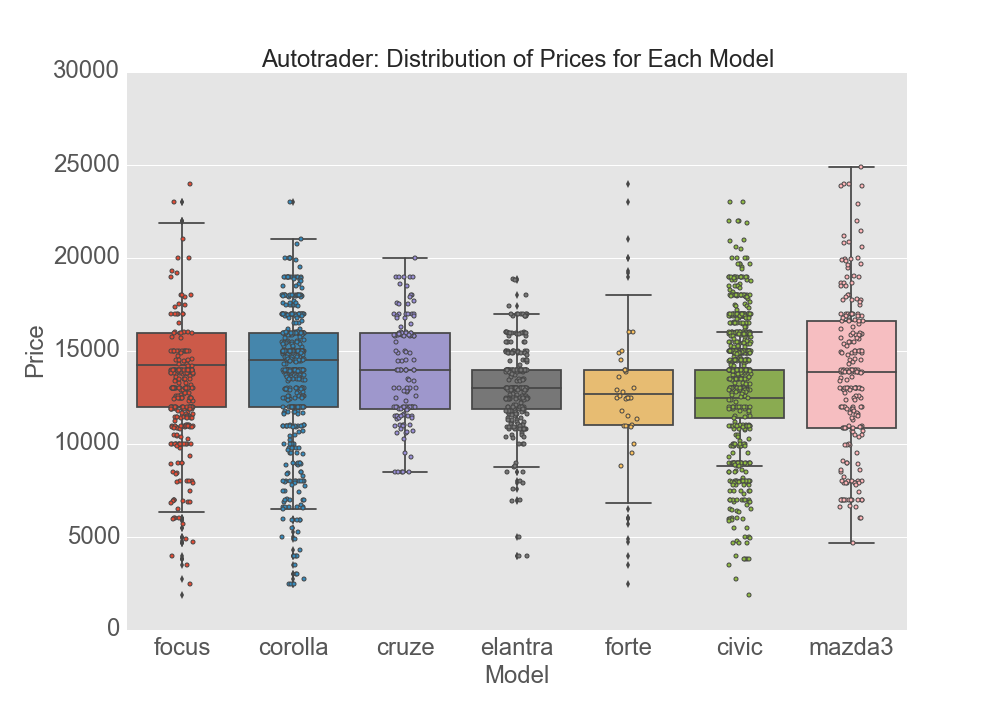 Autotrader: Distribution of Prices for Each Model
30000
25000
20000
15000
10000
5000
0
Price
focus corolla cruze elantra forte civic mazda3
Model